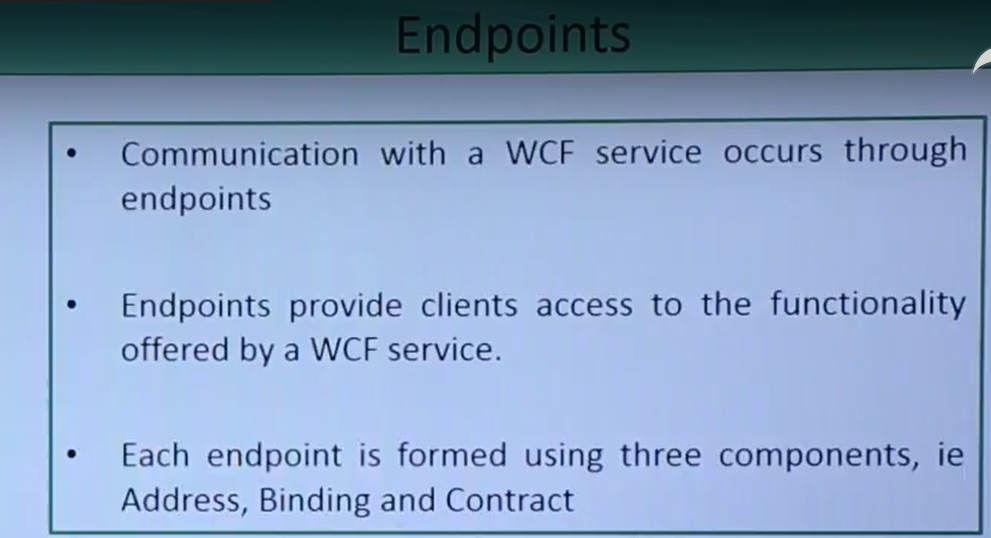 Endpoints
• Communication with a WCF service occurs through
endpoints
• Endpoints provide clients access to the functionality
offered by a WCF service.
• Each endpoint is formed using three components, ie
Address, Binding and Contract